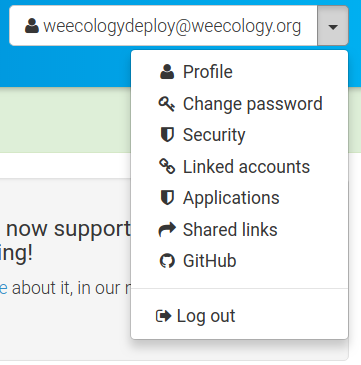 weecologydeploy@weecology.org
Profile
Change password
Security
Linked accounts
Applications
now support
Shared links
ing!
GitHub
about it, in our
Log out